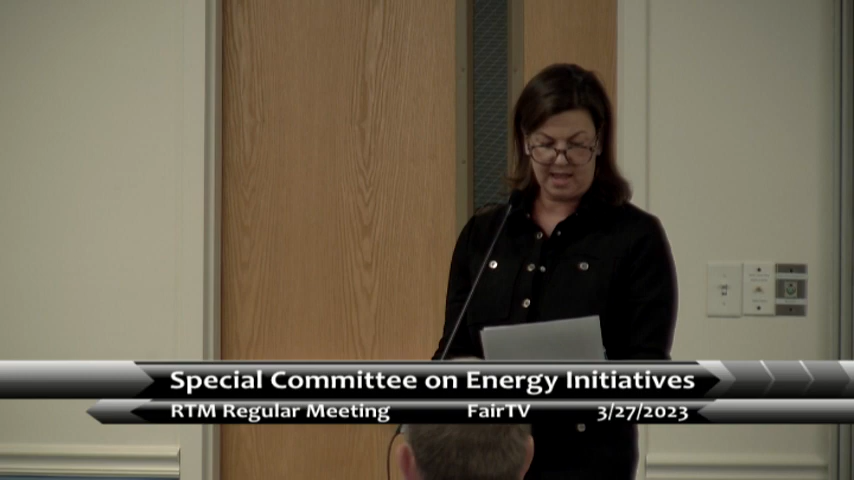 Special Committee on Energy Initiatives
RTM Regular Meeting FairTV 3/27/2023